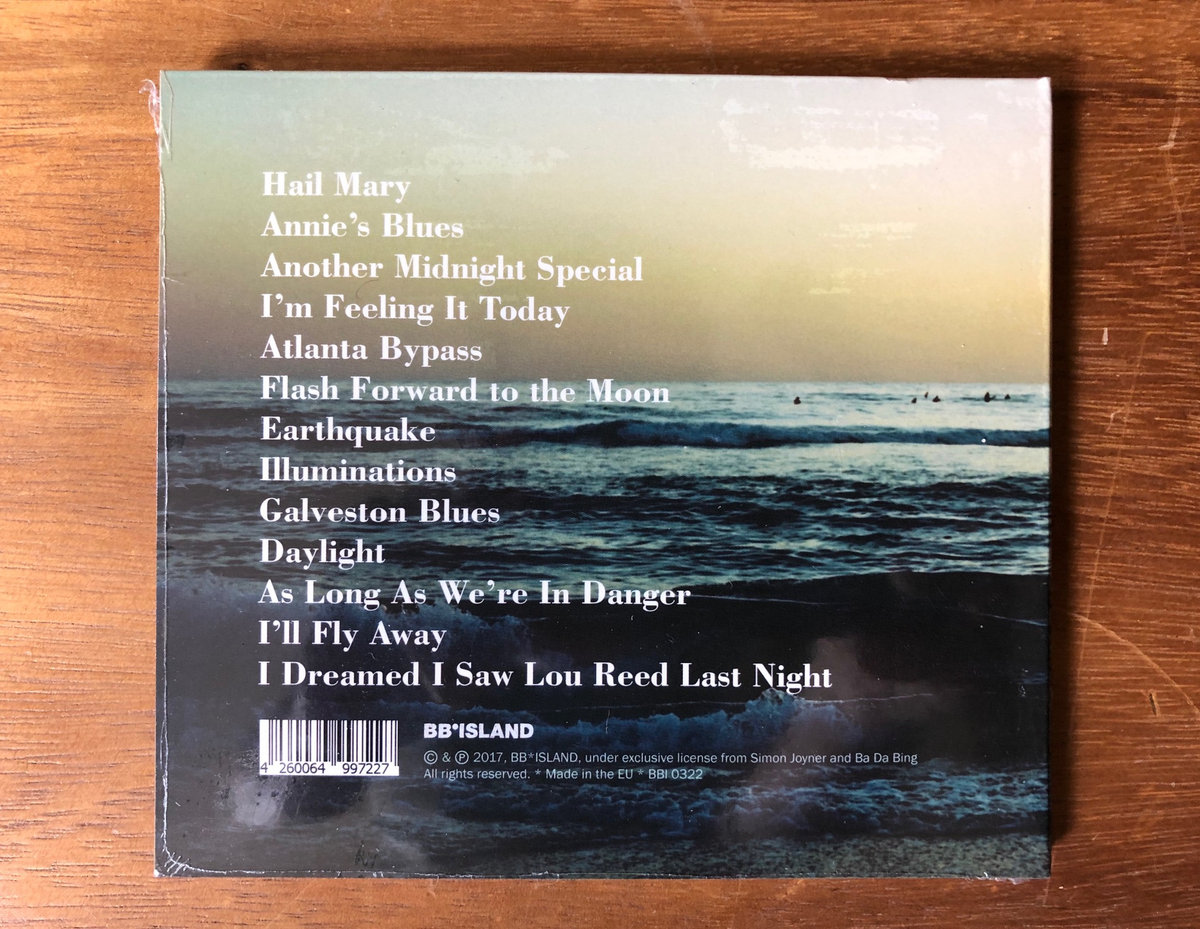 Hail Mary
Annie’s Blues
Another Midnight Special
I’m Feeling It Today
Atlanta Bypass
Flash Forward to the Moon
Earthquake
Illuminations
Galveston Blues
Daylight
As Long As We’re In Danger
I’ll Fly Away
I Dreamed I Saw Lou Reed Last Night
BB*ISLAND
© & ℗ 2017, BB*ISLAND, under exclusive license from Simon Joyner and Ba Da Bing
All rights reserved. * Made in the EU * BBI 0322
4 260064 997227